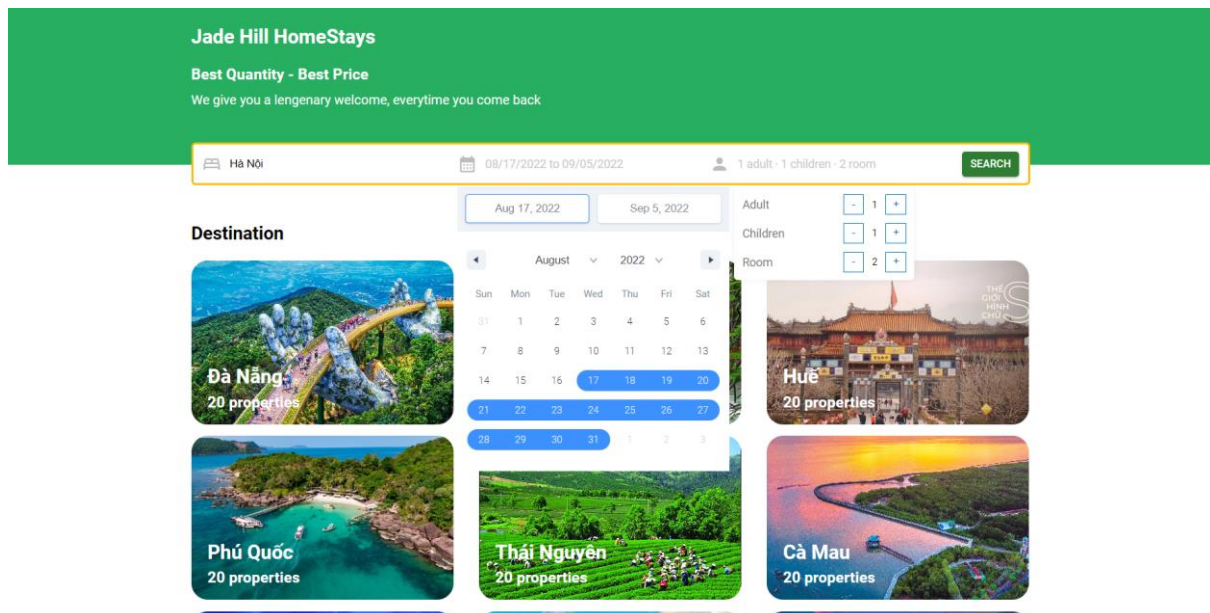 Jade Hill HomeStays
Best Quantity - Best Price
We give you a lengenary welcome, everytime you come back
Hà Nội 08/17/2022 to 09/05/2022 1 adult · 1 children · 2 room SEARCH
Destination
Aug 17, 2022 Sep 5, 2022
August 2022
Sun Mon Tue Wed Thu Fri Sat
31 1 2 3 4 5 6
7 8 9 10 11 12 13
14 15 16 17 18 19 20
21 22 23 24 25 26 27
28 29 30 31 1 2 3
Adult - 1 +
Children - 1 +
Room - 2 +
Đà Nẵng
20 properties
THẾ
GIỚI
HÌNH
CHỮ S
Huế
20 properties
Phú Quốc
20 properties
Thái Nguyên
20 properties
Cà Mau
20 properties